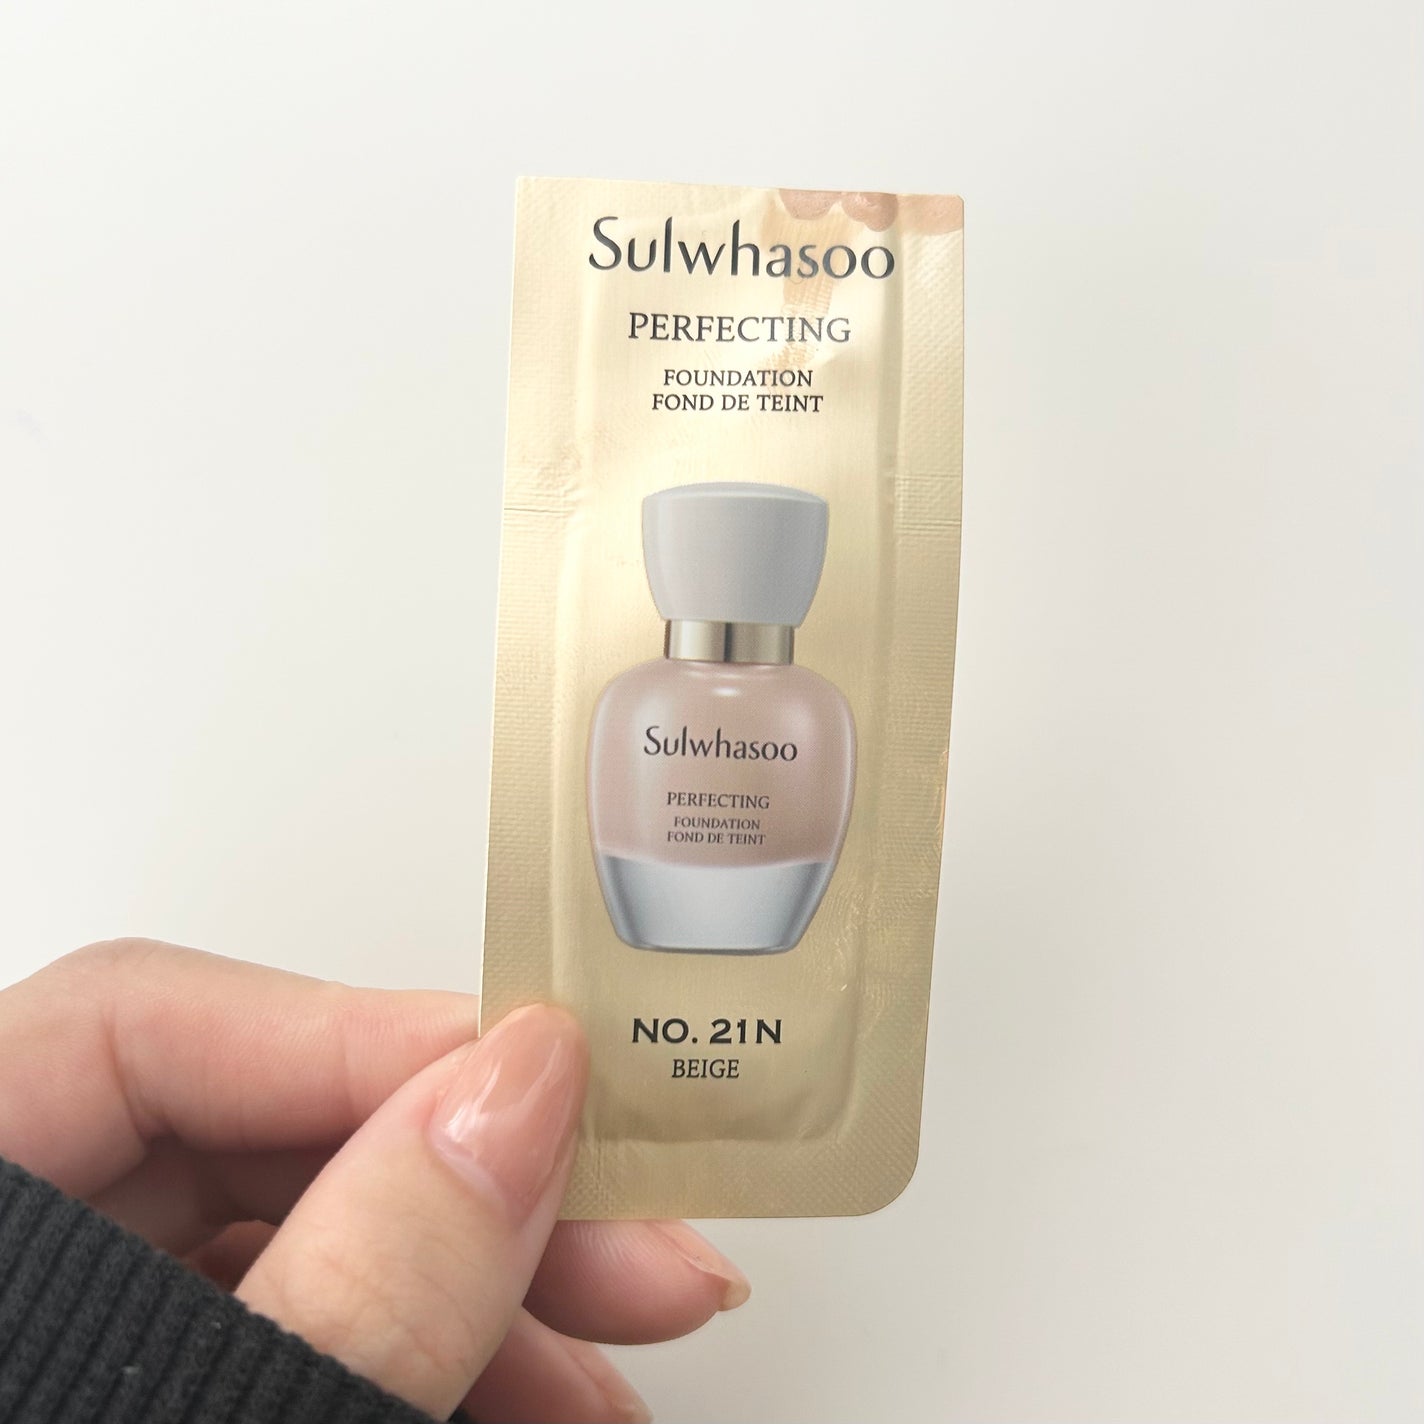 Sulwhasoo
PERFECTING
FOUNDATION
FOND DE TEINT
Sulwhasoo
PERFECTING
FOUNDATION
FOND DE TEINT
NO. 21N
BEIGE